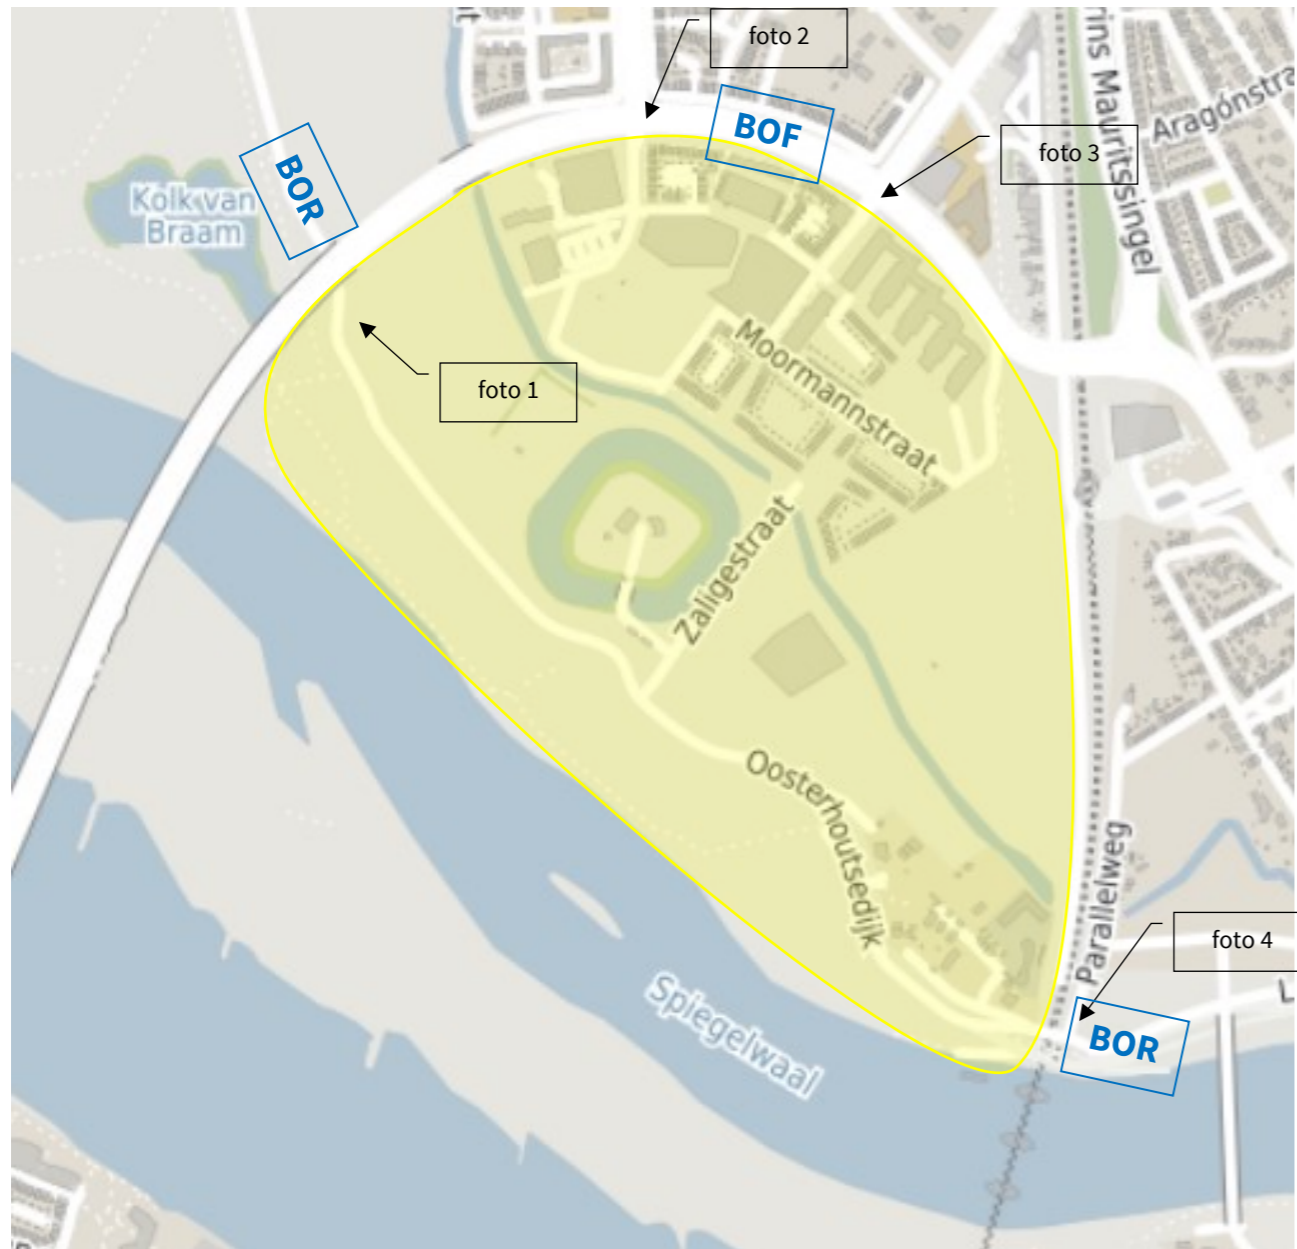 foto 2
rins Mauritssingel
Aragónstra
BOF
foto 3
BOR
Kolk van
Braam
foto 1
Moormannstraat
Zaligestraat
Oosterhoutsedijk
Parallelweg
foto 4
L
Spiegelwaal
BOR